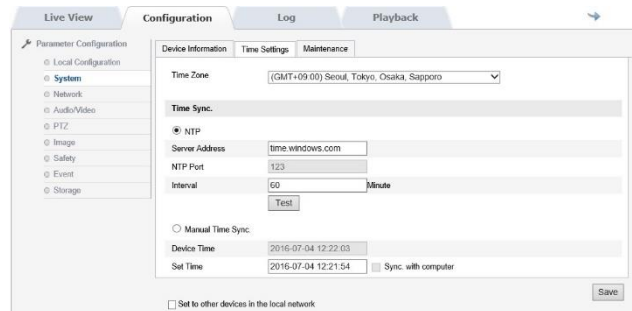 Live View Configuration Log Playback
Parameter Configuration
Local Configuration
System
Network
Audio/Video
PTZ
Image
Safety
Event
Storage
Device Information Time Settings Maintenance
Time Zone (GMT+09:00) Seoul, Tokyo, Osaka, Sapporo
Time Sync.
NTP
Server Address time.windows.com
NTP Port 123
Interval 60 Minute
Test
Manual Time Sync.
Device Time 2016-07-04 12:22:03
Set Time 2016-07-04 12:21:54 Sync. with computer
Save
Set to other devices in the local network